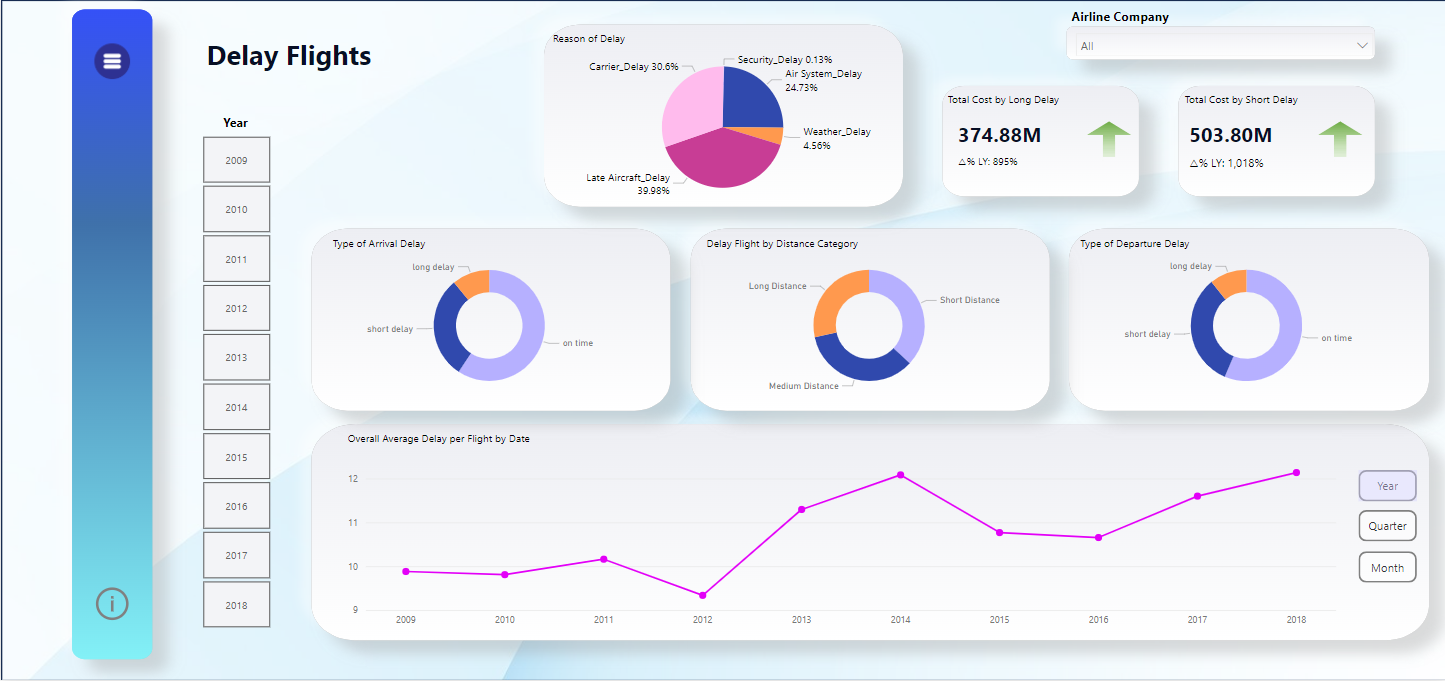 Delay Flights
Year
2009
2010
2011
2012
2013
2014
2015
2016
2017
2018
Reason of Delay
Security_Delay 0.13%
Carrier_Delay 30.6%
Air System_Delay
24.73%
Weather_Delay
4.56%
Late Aircraft_Delay
39.98%
Airline Company
All
Total Cost by Long Delay
374.88M
△% LY: 895%
Total Cost by Short Delay
503.80M
△% LY: 1,018%
Type of Arrival Delay
long delay
short delay
on time
Delay Flight by Distance Category
Long Distance
Short Distance
Medium Distance
Type of Departure Delay
long delay
short delay
on time
Overall Average Delay per Flight by Date
12
11
10
9
2009 2010 2011 2012 2013 2014 2015 2016 2017 2018
Year
Quarter
Month
i